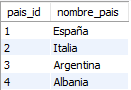 pais_id nombre_pais
1 España
2 Italia
3 Argentina
4 Albania